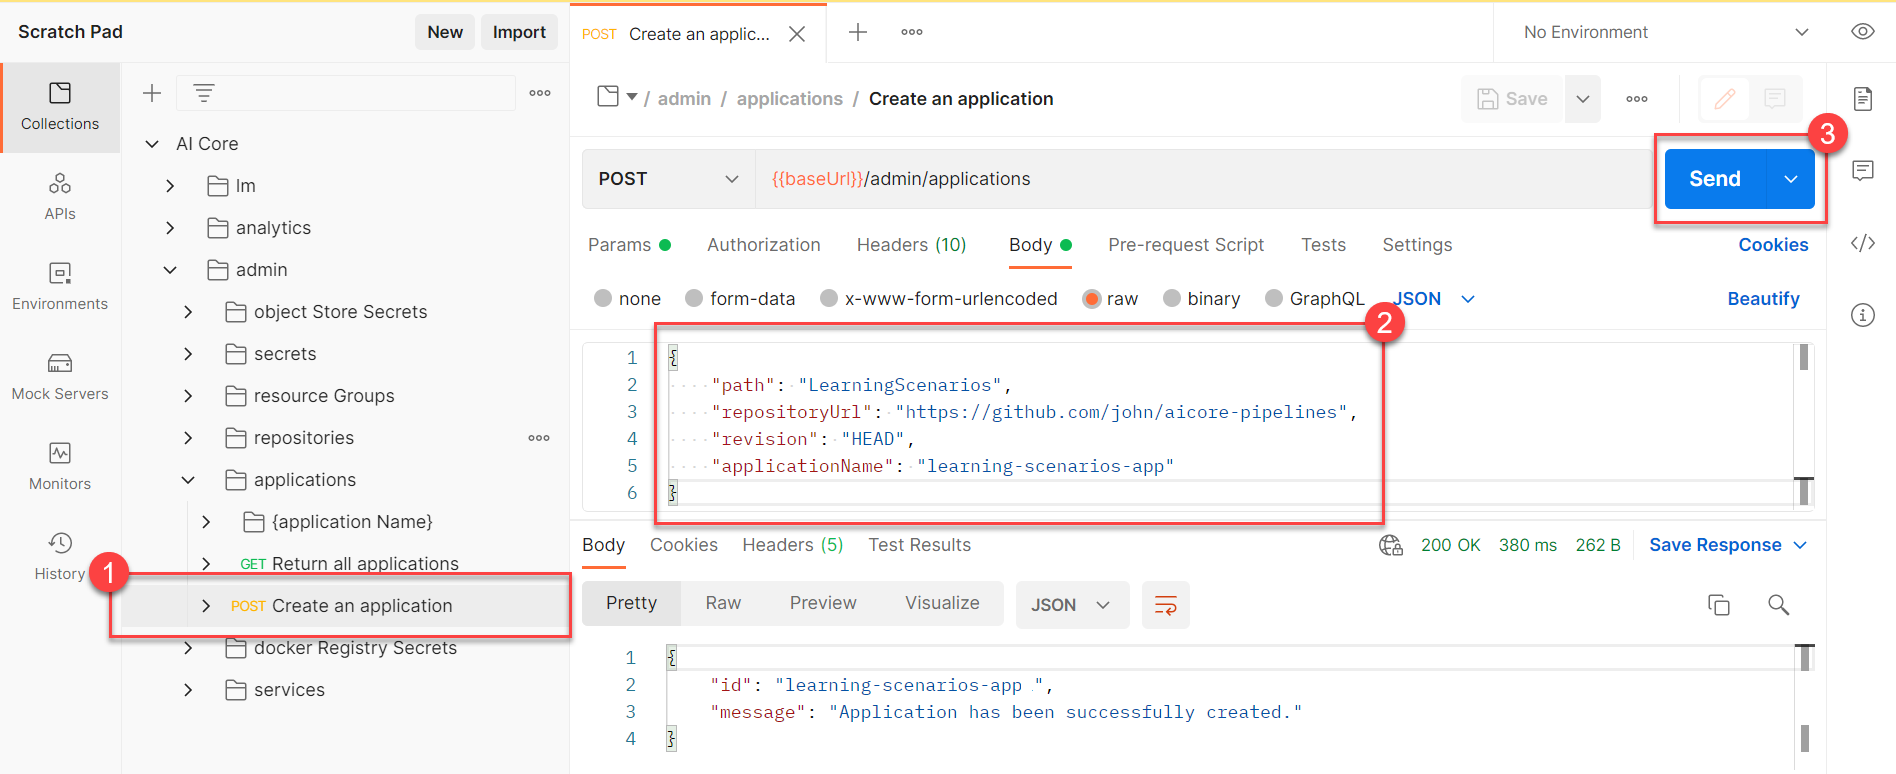 Scratch Pad
New
Import
POST Create an applic...
No Environment
Collections
APIs
Environments
Mock Servers
Monitors
History
AI Core
lm
analytics
admin
object Store Secrets
secrets
resource Groups
repositories
applications
{application Name}
GET Return all applications
1
POST Create an application
docker Registry Secrets
services
/ admin / applications / Create an application
Save
3
POST
{{baseUrl}}/admin/applications
Send
Params
Authorization
Headers (10)
Body
Pre-request Script
Tests
Settings
Cookies
none
form-data
x-www-form-urlencoded
raw
binary
GraphQL
JSON
Beautify
2
1 {
2 "path": "LearningScenarios",
3 "repositoryUrl": "https://github.com/john/aicore-pipelines",
4 "revision": "HEAD",
5 "applicationName": "learning-scenarios-app"
6 }
Body
Cookies
Headers (5)
Test Results
200 OK
380 ms
262 B
Save Response
Pretty
Raw
Preview
Visualize
JSON
1 {
2 "id": "learning-scenarios-app",
3 "message": "Application has been successfully created."
4 }